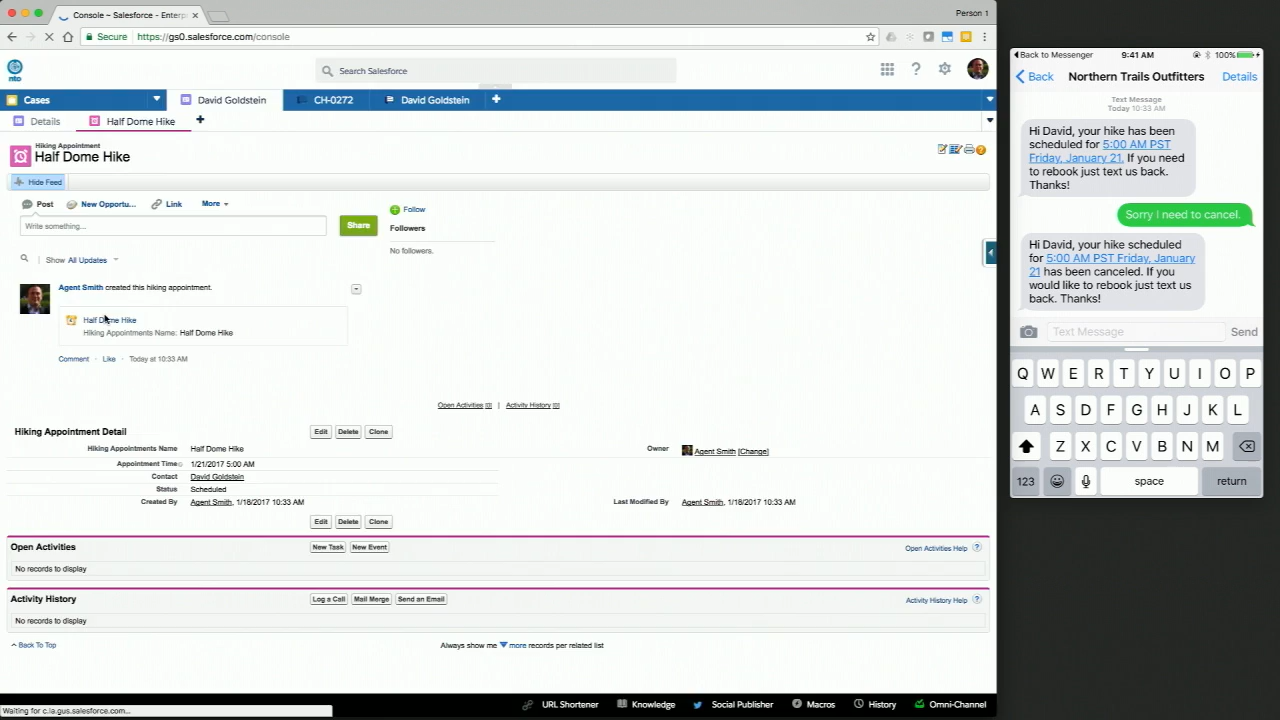 Console ~ Salesforce - Enterp
Person 1
Secure
https://gs0.salesforce.com/console
nto
Search Salesforce
Cases
David Goldstein
CH-0272
David Goldstein
Details
Half Dome Hike
Hiking Appointment
Half Dome Hike
Hide Feed
Post
New Opportu...
Link
More
Write something...
Share
Follow
Followers
No followers.
Show All Updates
Agent Smith created this hiking appointment.
Half Dome Hike
Hiking Appointments Name: Half Dome Hike
Comment · Like · Today at 10:33 AM
Open Activities [0] | Activity History [0]
Hiking Appointment Detail
Edit Delete Clone
Hiking Appointments Name Half Dome Hike
Owner Agent Smith [Change]
Appointment Time 1/21/2017 5:00 AM
Contact David Goldstein
Status Scheduled
Created By Agent Smith, 1/18/2017 10:33 AM
Last Modified By Agent Smith, 1/18/2017 10:33 AM
Edit Delete Clone
Open Activities
New Task New Event
Open Activities Help
No records to display
Activity History
Log a Call Mail Merge Send an Email
Activity History Help
No records to display
Back To Top
Always show me more records per related list
Waiting for c.la.gus.salesforce.com...
URL Shortener
Knowledge
Social Publisher
Macros
History
Omni-Channel
Back to Messenger
9:41 AM
100%
Back
Northern Trails Outfitters
Details
Text Message
Today 10:33 AM
Hi David, your hike has been
scheduled for 5:00 AM PST
Friday, January 21. If you need
to rebook just text us back.
Thanks!
Sorry I need to cancel.
Hi David, your hike scheduled
for 5:00 AM PST Friday, January
21 has been canceled. If you
would like to rebook just text us
back. Thanks!
Text Message
Send
Q W E R T Y U I O P
A S D F G H J K L
Z X C V B N M
123
space
return